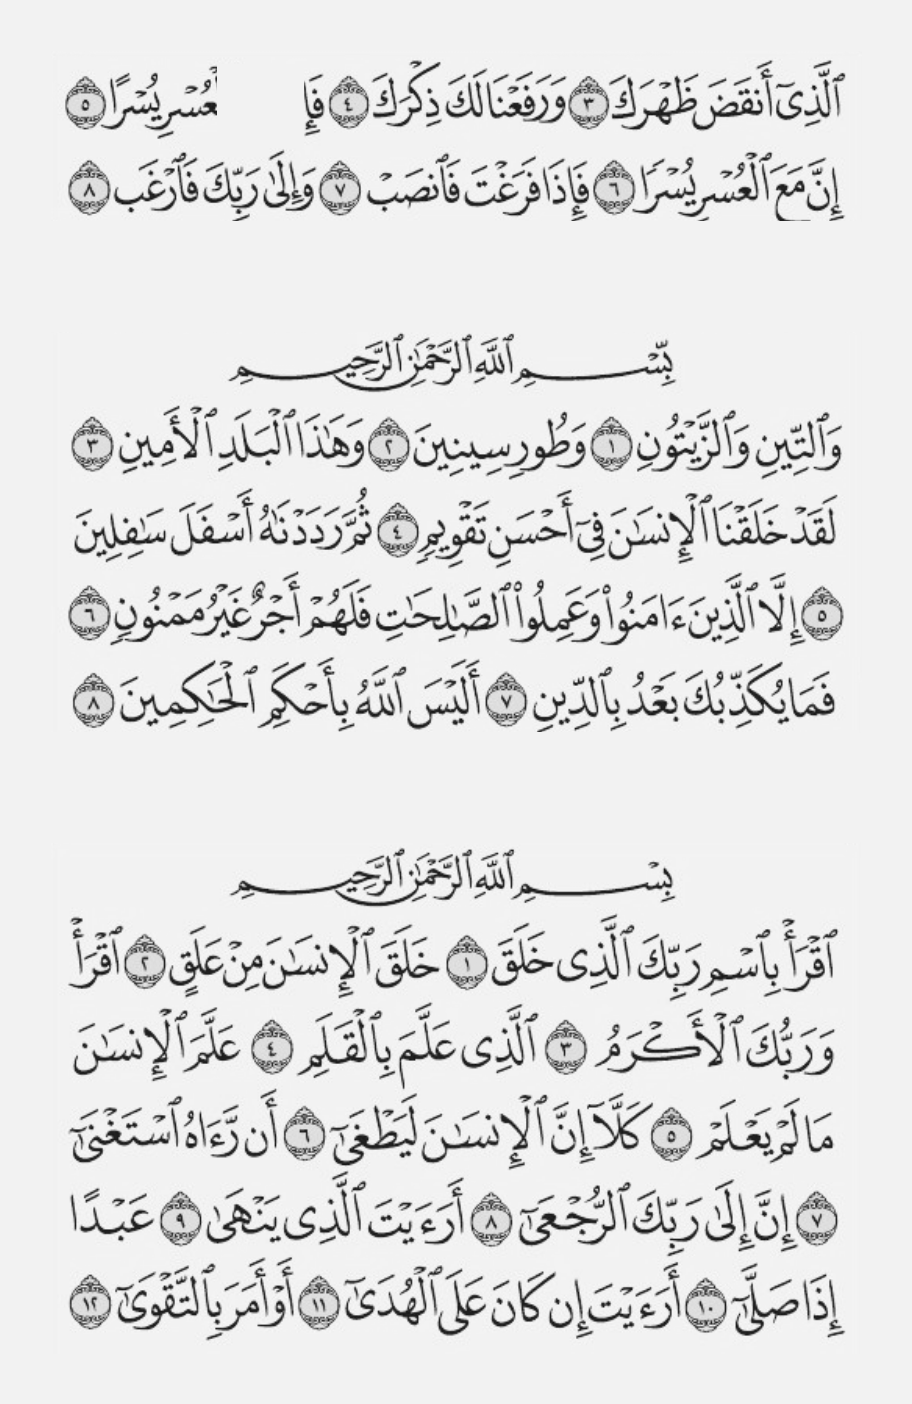 ٱلَّذِىٓ أَنقَضَ ظَهْرَكَ ٣ وَرَفَعْنَا لَكَ ذِكْرَكَ ٤ فَإِ ـعُسْرِ يُسْرًا ٥
إِنَّ مَعَ ٱلْعُسْرِ يُسْرًا ٦ فَإِذَا فَرَغْتَ فَٱنصَبْ ٧ وَإِلَىٰ رَبِّكَ فَٱرْغَب ٨
بِّسْمِ ٱللَّهِ ٱلرَّحْمَٰنِ ٱلرَّحِيمِ
وَٱلتِّينِ وَٱلزَّيْتُونِ ١ وَطُورِ سِينِينَ ٢ وَهَٰذَا ٱلْبَلَدِ ٱلْأَمِينِ ٣
لَقَدْ خَلَقْنَا ٱلْإِنسَٰنَ فِىٓ أَحْسَنِ تَقْوِيمٍ ٤ ثُمَّ رَدَدْنَٰهُ أَسْفَلَ سَٰفِلِينَ
٥ إِلَّا ٱلَّذِينَ ءَامَنُوا۟ وَعَمِلُوا۟ ٱلصَّٰلِحَٰتِ فَلَهُمْ أَجْرٌ غَيْرُ مَمْنُونٍ ٦
فَمَا يُكَذِّبُكَ بَعْدُ بِٱلدِّينِ ٧ أَلَيْسَ ٱللَّهُ بِأَحْكَمِ ٱلْحَٰكِمِينَ ٨
بِسْمِ ٱللَّهِ ٱلرَّحْمَٰنِ ٱلرَّحِيمِ
ٱقْرَأْ بِٱسْمِ رَبِّكَ ٱلَّذِى خَلَقَ ١ خَلَقَ ٱلْإِنسَٰنَ مِنْ عَلَقٍ ٢ ٱقْرَأْ
وَرَبُّكَ ٱلْأَكْرَمُ ٣ ٱلَّذِى عَلَّمَ بِٱلْقَلَمِ ٤ عَلَّمَ ٱلْإِنسَٰنَ
مَا لَمْ يَعْلَمْ ٥ كَلَّآ إِنَّ ٱلْإِنسَٰنَ لَيَطْغَىٰٓ ٦ أَن رَّءَاهُ ٱسْتَغْنَىٰٓ
٧ إِنَّ إِلَىٰ رَبِّكَ ٱلرُّجْعَىٰٓ ٨ أَرَءَيْتَ ٱلَّذِى يَنْهَىٰ ٩ عَبْدًا
إِذَا صَلَّىٰٓ ١٠ أَرَءَيْتَ إِن كَانَ عَلَى ٱلْهُدَىٰٓ ١١ أَوْ أَمَرَ بِٱلتَّقْوَىٰٓ ١٢